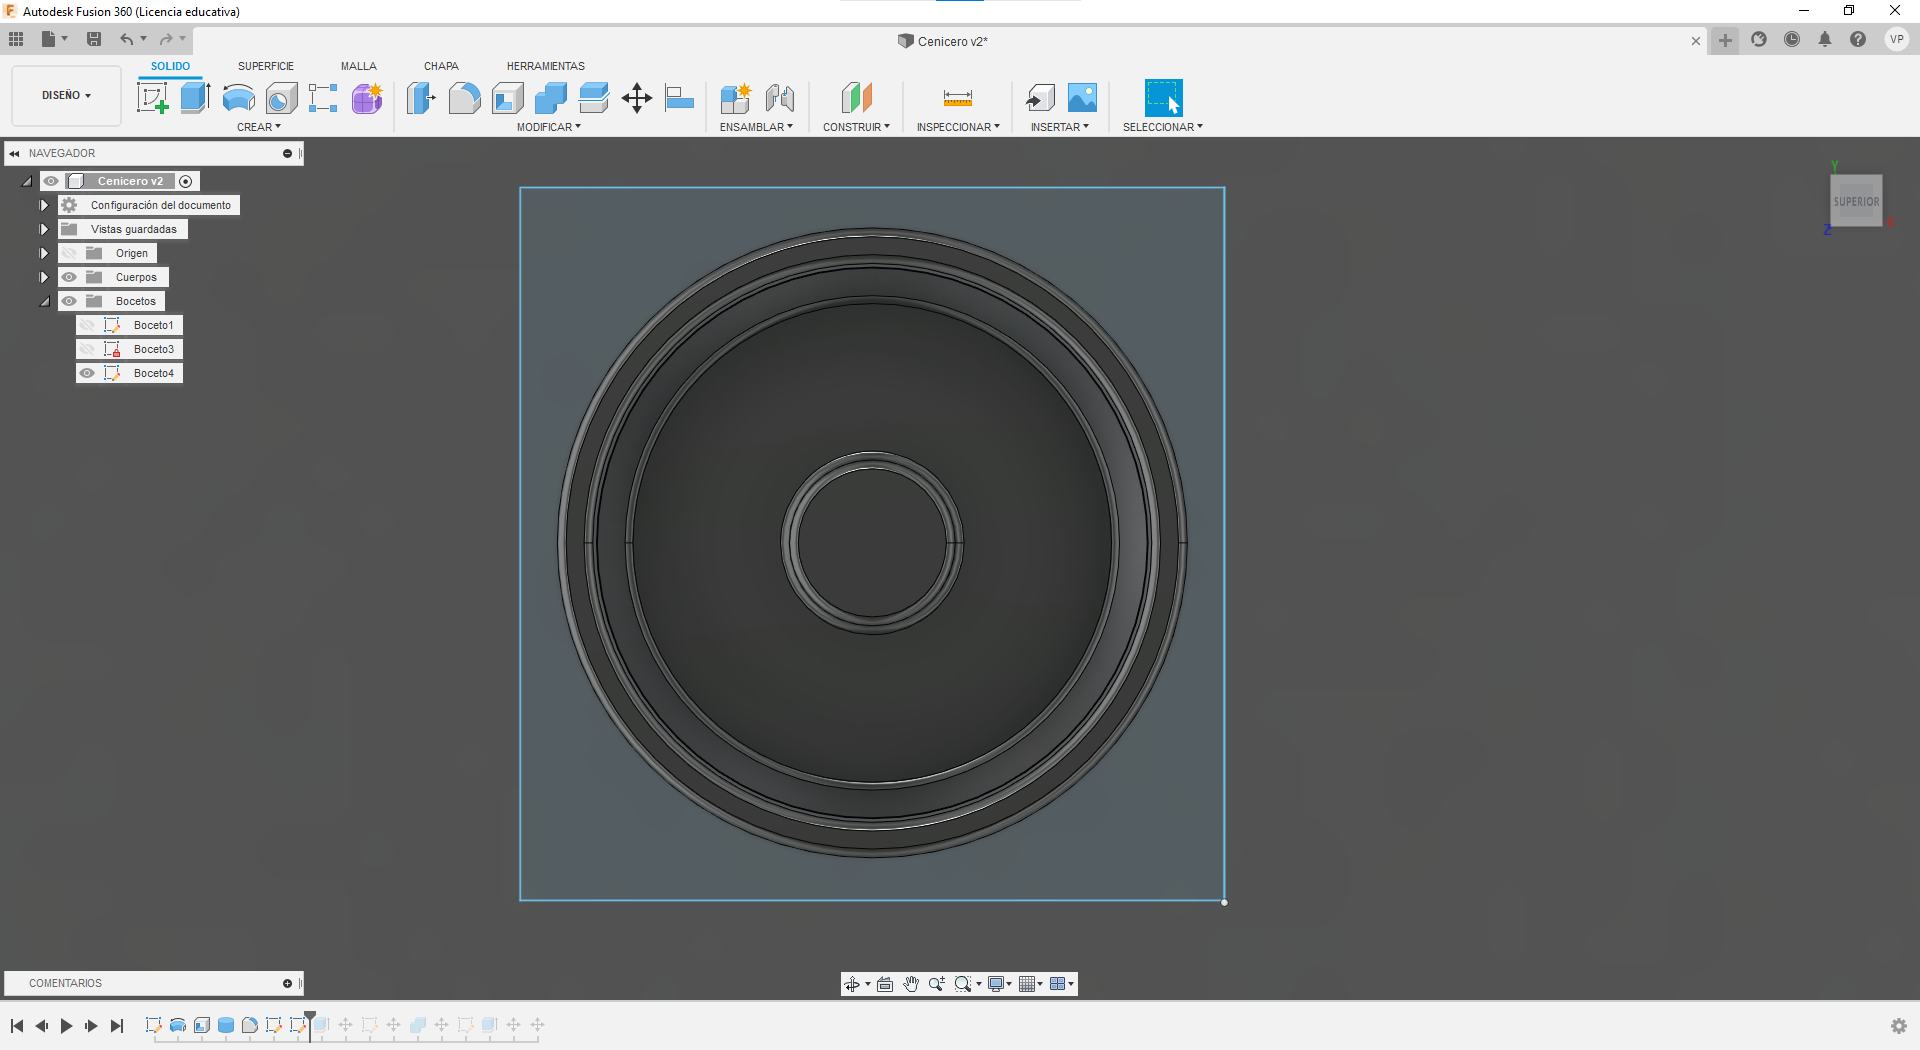 Autodesk Fusion 360 (Licencia educativa)
Cenicero v2*
VP
DISEÑO
SOLIDO
SUPERFICIE
MALLA
CHAPA
HERRAMIENTAS
CREAR
MODIFICAR
ENSAMBLAR
CONSTRUIR
INSPECCIONAR
INSERTAR
SELECCIONAR
NAVEGADOR
Cenicero v2
Configuración del documento
Vistas guardadas
Origen
Cuerpos
Bocetos
Boceto1
Boceto3
Boceto4
Y
SUPERIOR
X
Z
COMENTARIOS